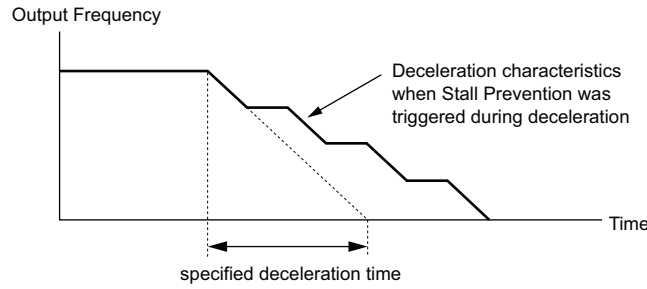 Output Frequency
Deceleration characteristics
when Stall Prevention was
triggered during deceleration
Time
specified deceleration time